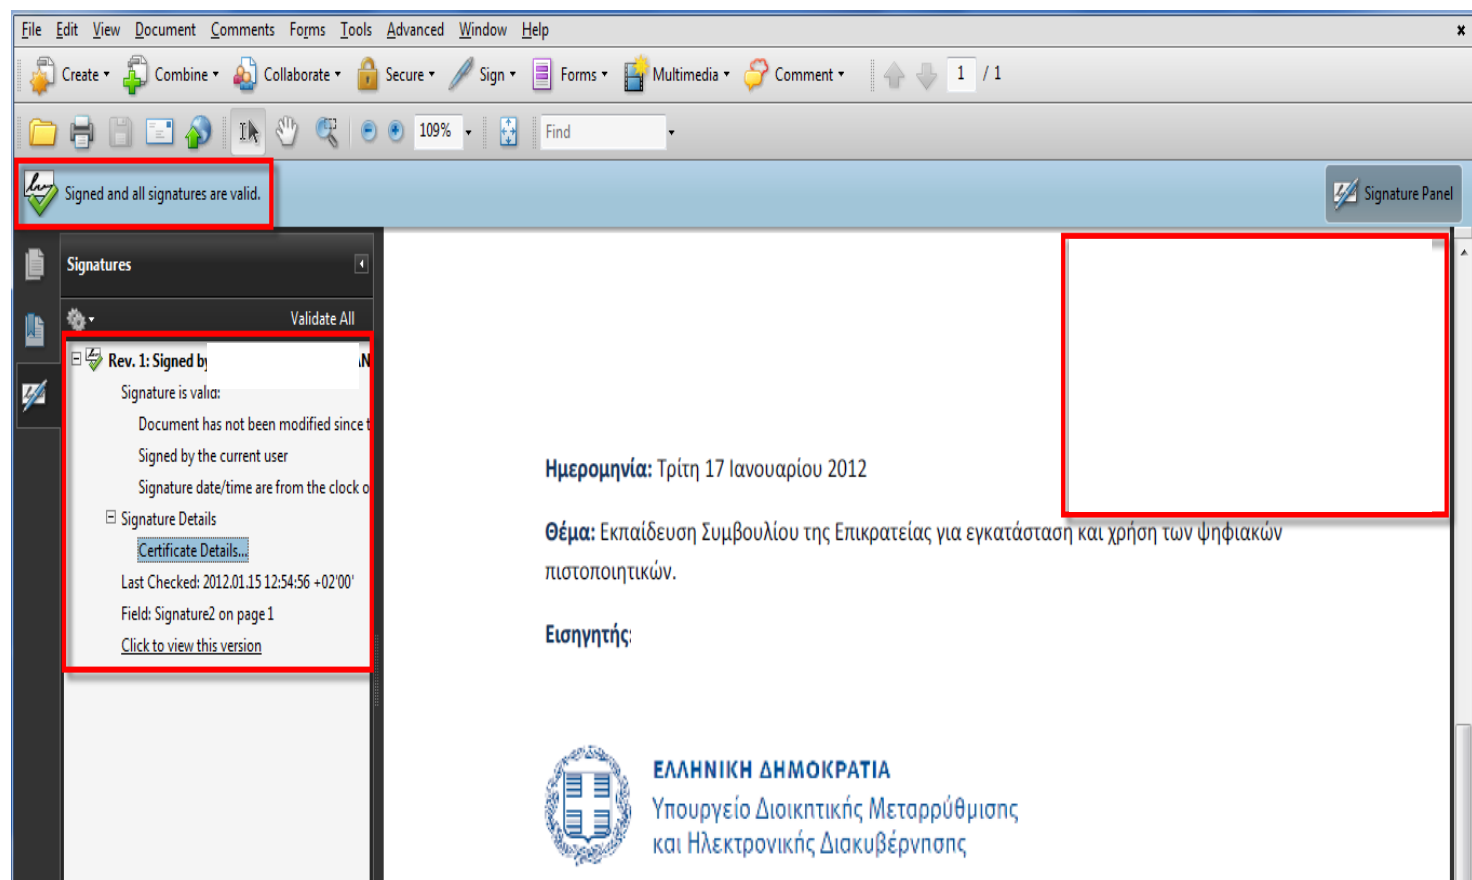 File Edit View Document Comments Forms Tools Advanced Window Help
Create Combine Collaborate Secure Sign Forms Multimedia Comment 1 / 1
109% Find
Signed and all signatures are valid.
Signature Panel
Signatures
Validate All
Rev. 1: Signed by
Signature is valid:
Document has not been modified since t
Signed by the current user
Signature date/time are from the clock o
Signature Details
Certificate Details...
Last Checked: 2012.01.15 12:54:56 +02'00'
Field: Signature2 on page 1
Click to view this version
Ημερομηνία: Τρίτη 17 Ιανουαρίου 2012
Θέμα: Εκπαίδευση Συμβουλίου της Επικρατείας για εγκατάσταση και χρήση των ψηφιακών
πιστοποιητικών.
Εισηγητής:
ΕΛΛΗΝΙΚΗ ΔΗΜΟΚΡΑΤΙΑ
Υπουργείο Διοικητικής Μεταρρύθμισης
και Ηλεκτρονικής Διακυβέρνησης